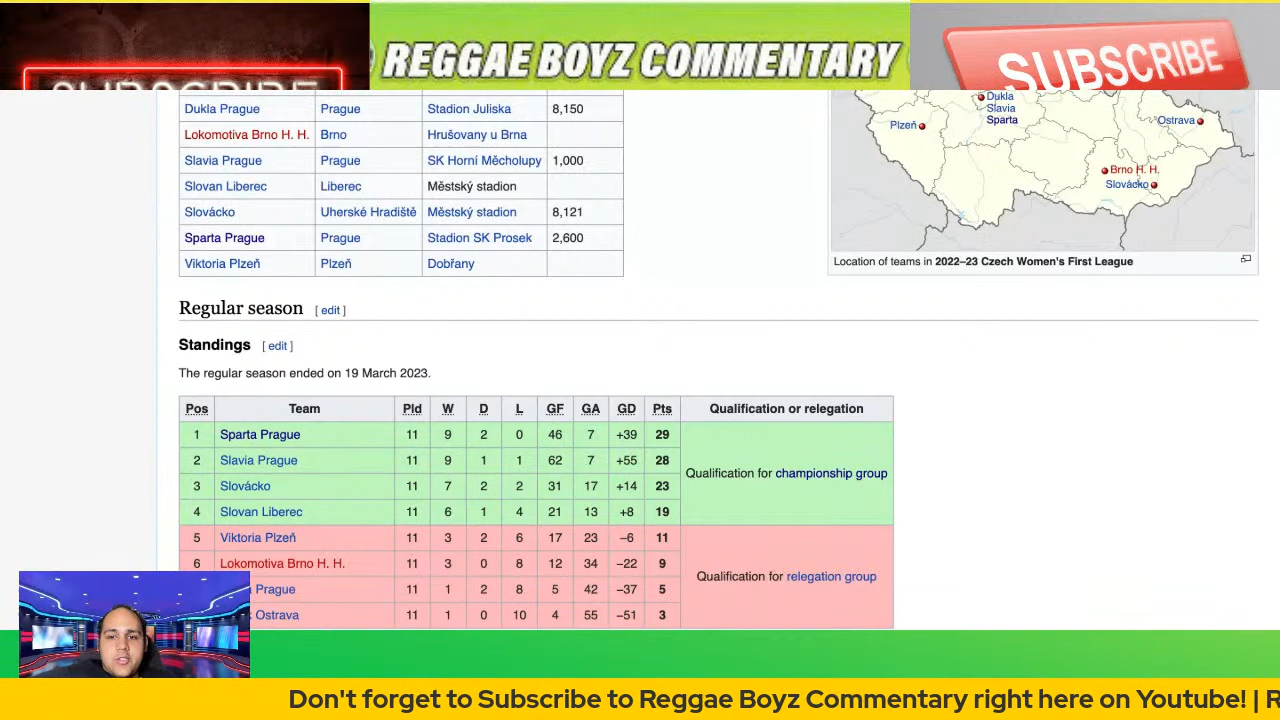 SUBSCRIBE
REGGAE BOYZ COMMENTARY
SUBSCRIBE
Dukla Prague Prague Stadion Juliska 8,150
Lokomotiva Brno H. H. Brno Hrušovany u Brna
Slavia Prague Prague SK Horní Měcholupy 1,000
Slovan Liberec Liberec Městský stadion
Slovácko Uherské Hradiště Městský stadion 8,121
Sparta Prague Prague Stadion SK Prosek 2,600
Viktoria Plzeň Plzeň Dobřany
Dukla
Slavia
Sparta
Plzeň
Ostrava
Brno H. H.
Slovácko
Location of teams in 2022–23 Czech Women's First League
Regular season [ edit ]
Standings [ edit ]
The regular season ended on 19 March 2023.
Pos Team Pld W D L GF GA GD Pts Qualification or relegation
1 Sparta Prague 11 9 2 0 46 7 +39 29
2 Slavia Prague 11 9 1 1 62 7 +55 28
Qualification for championship group
3 Slovácko 11 7 2 2 31 17 +14 23
4 Slovan Liberec 11 6 1 4 21 13 +8 19
5 Viktoria Plzeň 11 3 2 6 17 23 −6 11
6 Lokomotiva Brno H. H. 11 3 0 8 12 34 −22 9
Qualification for relegation group
Prague 11 1 2 8 5 42 −37 5
Ostrava 11 1 0 10 4 55 −51 3
Don't forget to Subscribe to Reggae Boyz Commentary right here on Youtube! | R